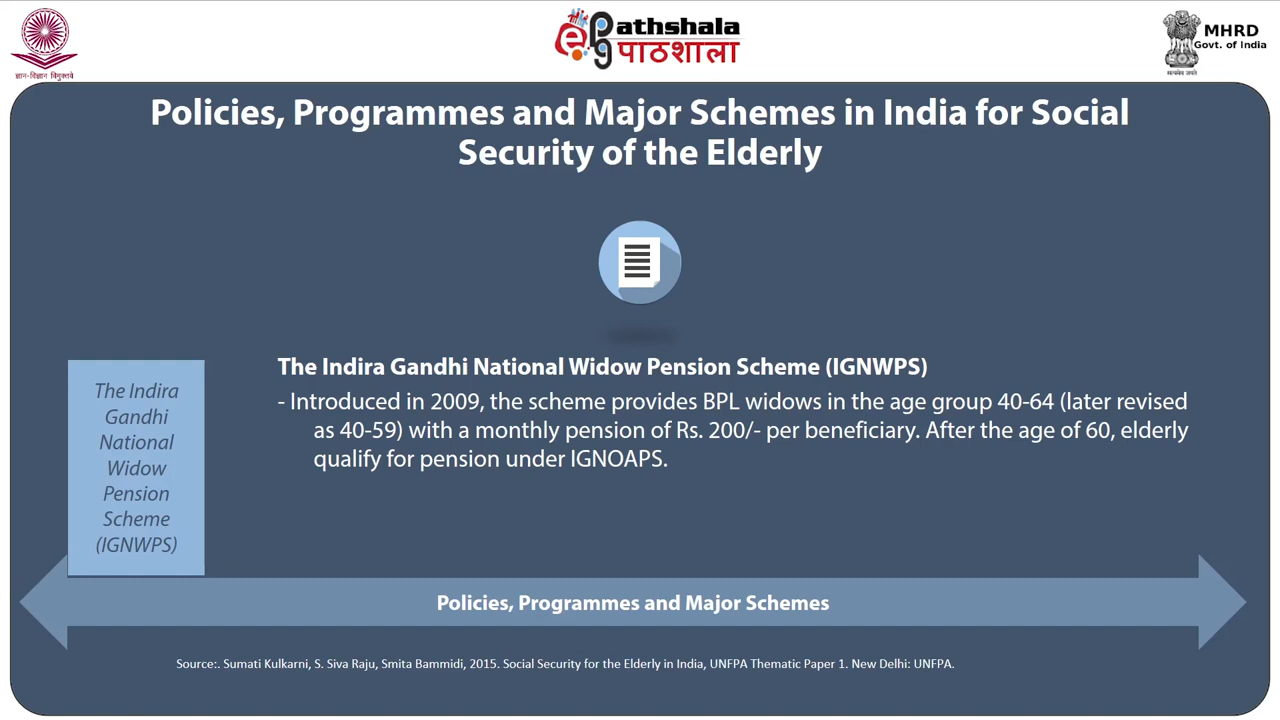 ज्ञान-विज्ञान विमुक्तये
ePathshala
पाठशाला
MHRD
Govt. of India
सत्यमेव जयते
Policies, Programmes and Major Schemes in India for Social
Security of the Elderly
The Indira
Gandhi
National
Widow
Pension
Scheme
(IGNWPS)
The Indira Gandhi National Widow Pension Scheme (IGNWPS)
- Introduced in 2009, the scheme provides BPL widows in the age group 40-64 (later revised
as 40-59) with a monthly pension of Rs. 200/- per beneficiary. After the age of 60, elderly
qualify for pension under IGNOAPS.
Policies, Programmes and Major Schemes
Source:. Sumati Kulkarni, S. Siva Raju, Smita Bammidi, 2015. Social Security for the Elderly in India, UNFPA Thematic Paper 1. New Delhi: UNFPA.